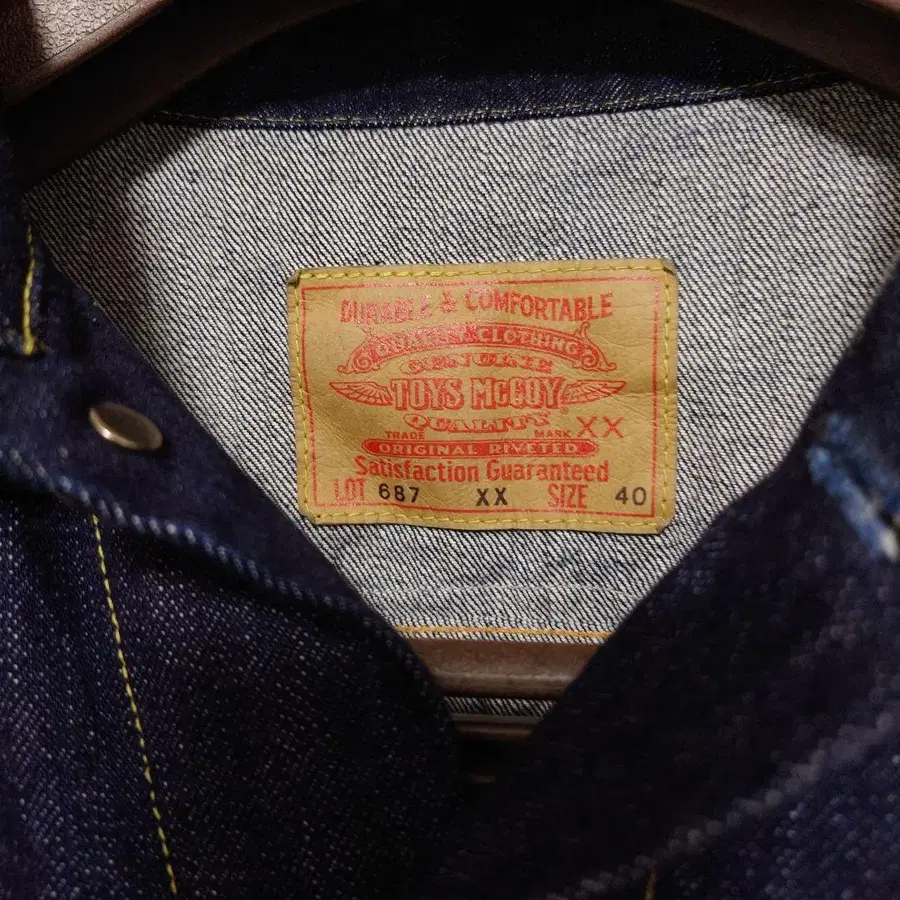 DURABLE & COMFORTABLE
CLOTHING
GENUINE
TOYS McCOY
QUALITY ® XX
TRADE MARK
ORIGINAL RIVETED
Satisfaction Guaranteed
LOT 687 XX SIZE 40